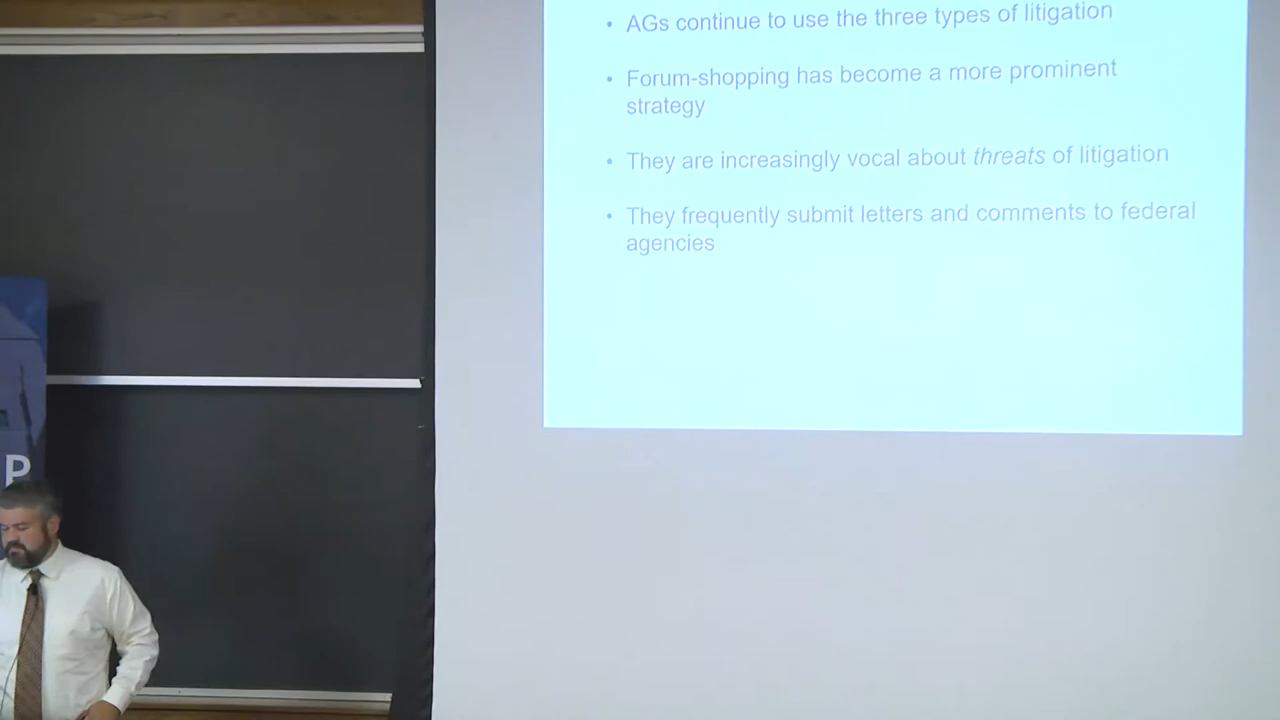 • AGs continue to use the three types of litigation
• Forum-shopping has become a more prominent
strategy
• They are increasingly vocal about threats of litigation
• They frequently submit letters and comments to federal
agencies
P